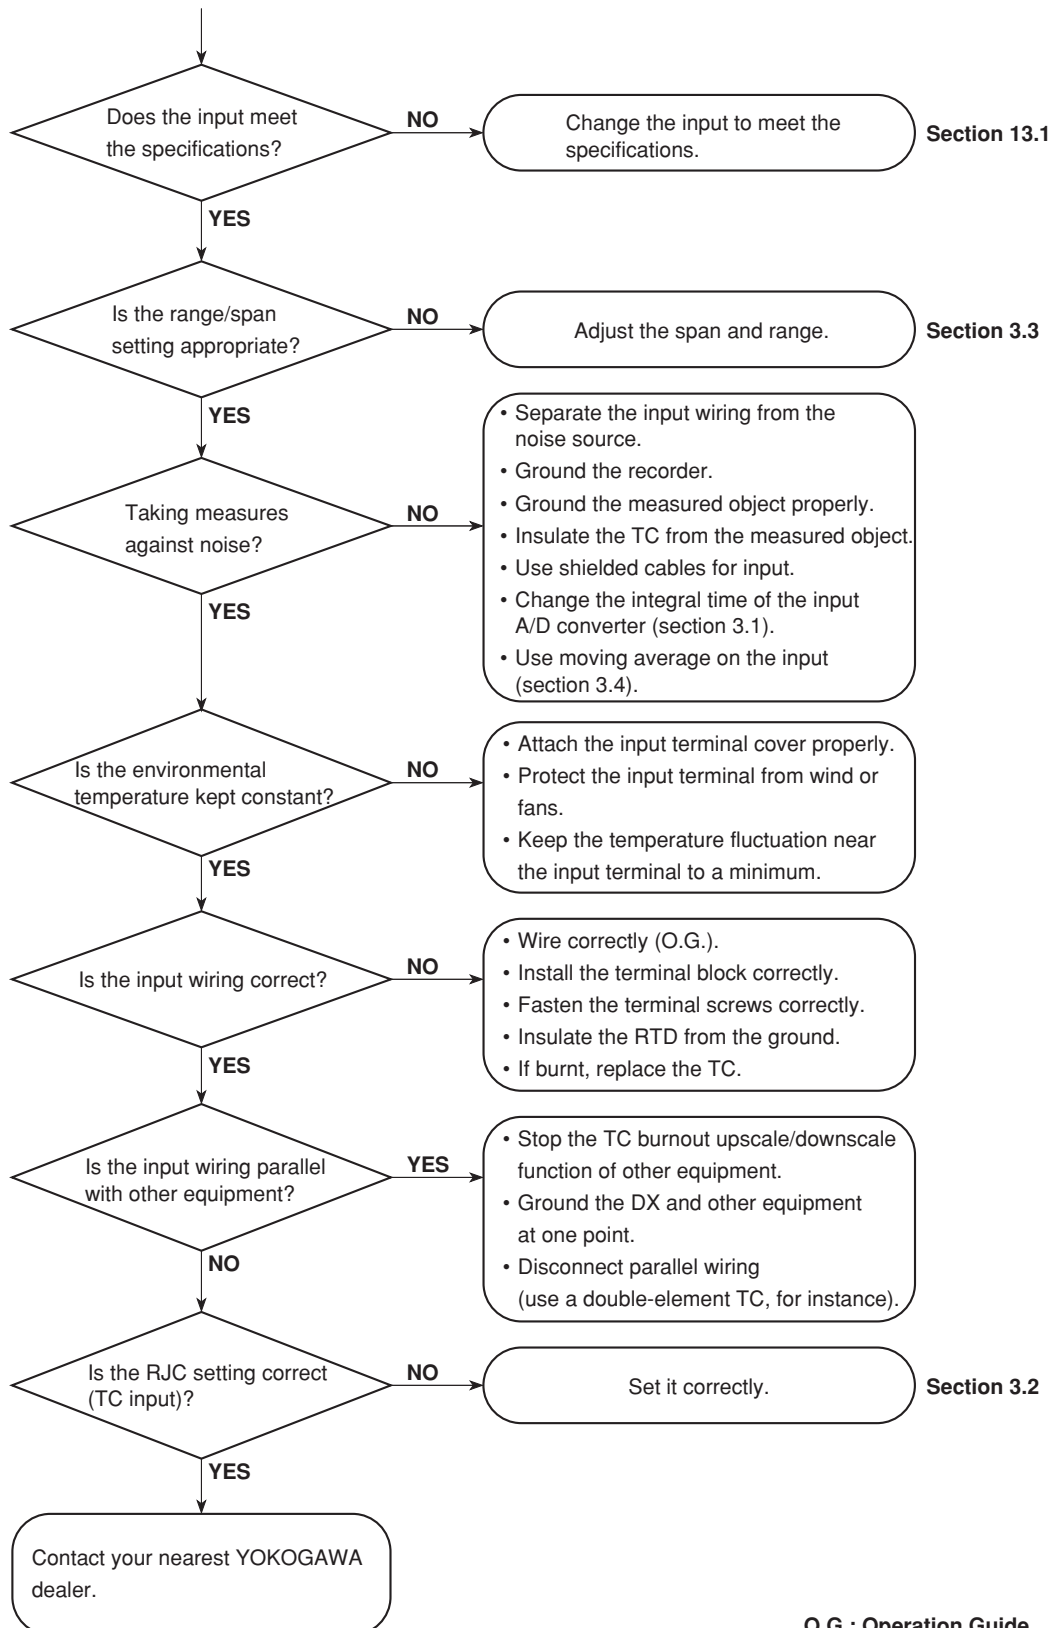 Does the input meet
the specifications?
NO
Change the input to meet the
specifications.
Section 13.1
YES
Is the range/span
setting appropriate?
NO
Adjust the span and range.
Section 3.3
YES
Taking measures
against noise?
NO
• Separate the input wiring from the
noise source.
• Ground the recorder.
• Ground the measured object properly.
• Insulate the TC from the measured object.
• Use shielded cables for input.
• Change the integral time of the input
A/D converter (section 3.1).
• Use moving average on the input
(section 3.4).
YES
Is the environmental
temperature kept constant?
NO
• Attach the input terminal cover properly.
• Protect the input terminal from wind or
fans.
• Keep the temperature fluctuation near
the input terminal to a minimum.
YES
Is the input wiring correct?
NO
• Wire correctly (O.G.).
• Install the terminal block correctly.
• Fasten the terminal screws correctly.
• Insulate the RTD from the ground.
• If burnt, replace the TC.
YES
Is the input wiring parallel
with other equipment?
YES
• Stop the TC burnout upscale/downscale
function of other equipment.
• Ground the DX and other equipment
at one point.
• Disconnect parallel wiring
(use a double-element TC, for instance).
NO
Is the RJC setting correct
(TC input)?
NO
Set it correctly.
Section 3.2
YES
Contact your nearest YOKOGAWA
dealer.
O.G.: Operation Guide